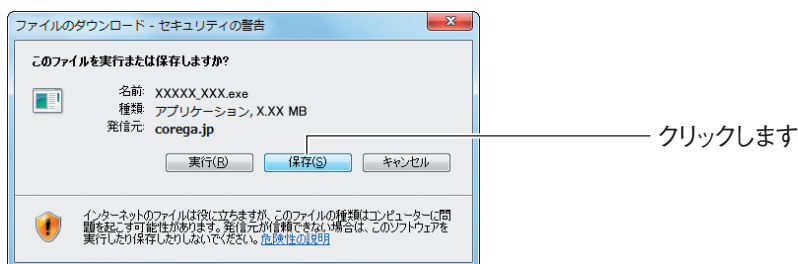 ファイルのダウンロード - セキュリティの警告
このファイルを実行または保存しますか?
名前: XXXXX_XXX.exe
種類: アプリケーション, X.XX MB
発信元: corega.jp
実行(R) 保存(S) キャンセル
クリックします
インターネットのファイルは役に立ちますが、このファイルの種類はコンピューターに問
題を起こす可能性があります。発信元が信頼できない場合は、このソフトウェアを
実行したり保存したりしないでください。危険性の説明